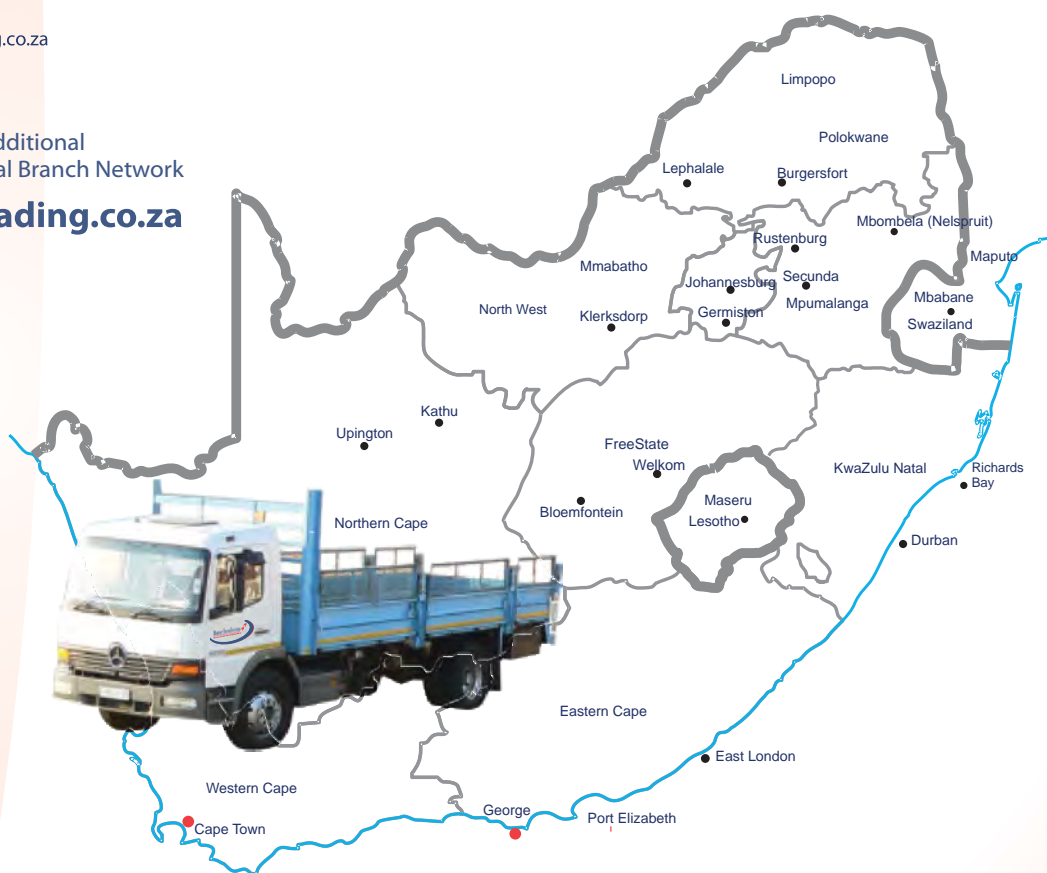 g.co.za
dditional
al Branch Network
ading.co.za
Limpopo
Polokwane
Lephalale
Burgersfort
Mbombela (Nelspruit)
Rustenburg
Maputo
Mmabatho
Johannesburg
Secunda
Mbabane
North West
Klerksdorp
Germiston
Mpumalanga
Swaziland
Kathu
Upington
FreeState
Welkom
KwaZulu Natal
Richards
Bay
Maseru
Bloemfontein
Lesotho
Northern Cape
Durban
Eastern Cape
East London
Western Cape
George
Port Elizabeth
Cape Town